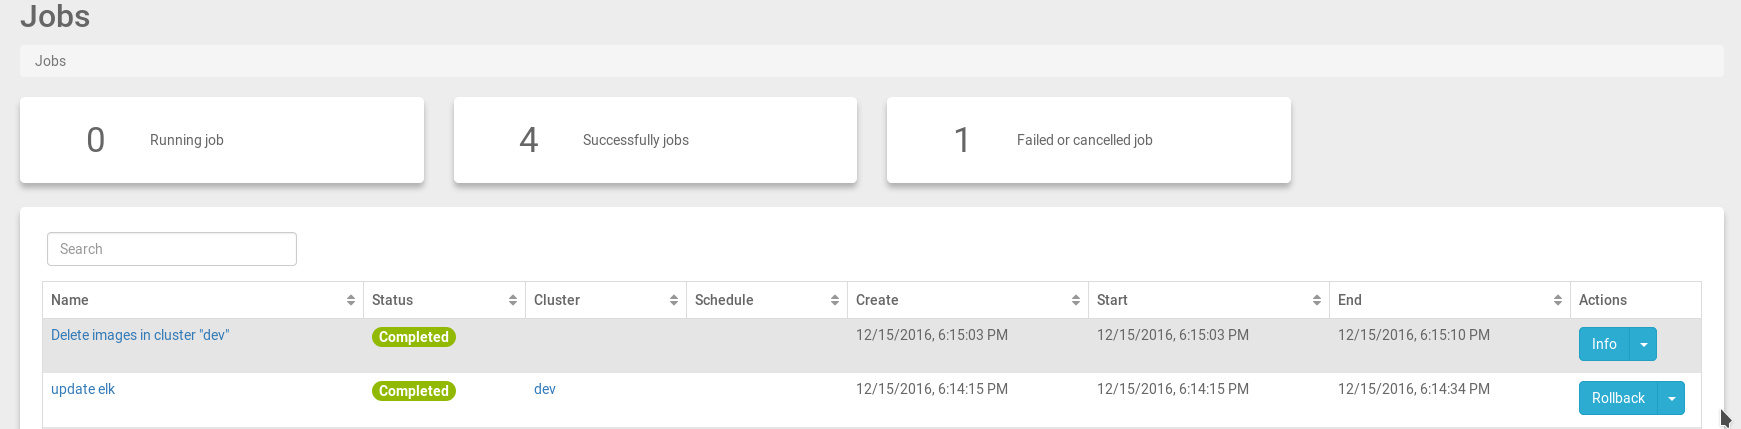 Jobs
Jobs
0 Running job 4 Successfully jobs 1 Failed or cancelled job
Search
Name Status Cluster Schedule Create Start End Actions
Delete images in cluster "dev" Completed 12/15/2016, 6:15:03 PM 12/15/2016, 6:15:03 PM 12/15/2016, 6:15:10 PM Info
update elk Completed dev 12/15/2016, 6:14:15 PM 12/15/2016, 6:14:15 PM 12/15/2016, 6:14:34 PM Rollback